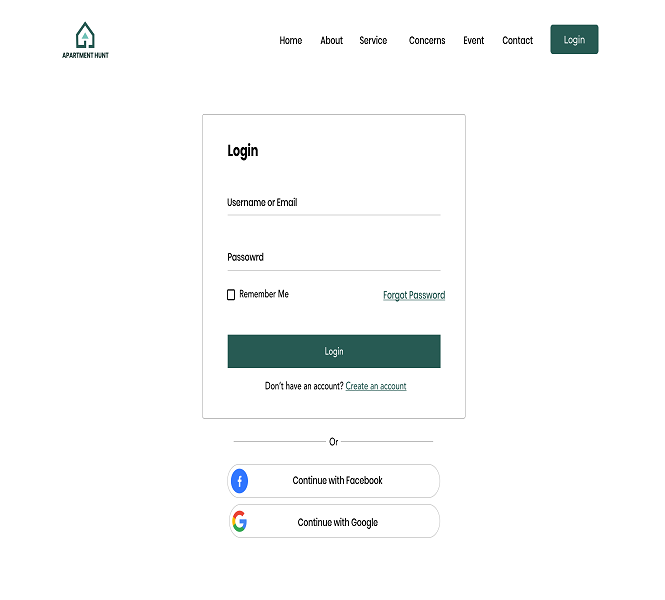 APARTMENT HUNT
Home About Service Concerns Event Contact Login
Login
Username or Email
Passowrd
Remember Me Forgot Password
Login
Don't have an account? Create an account
Or
Continue with Facebook
Continue with Google